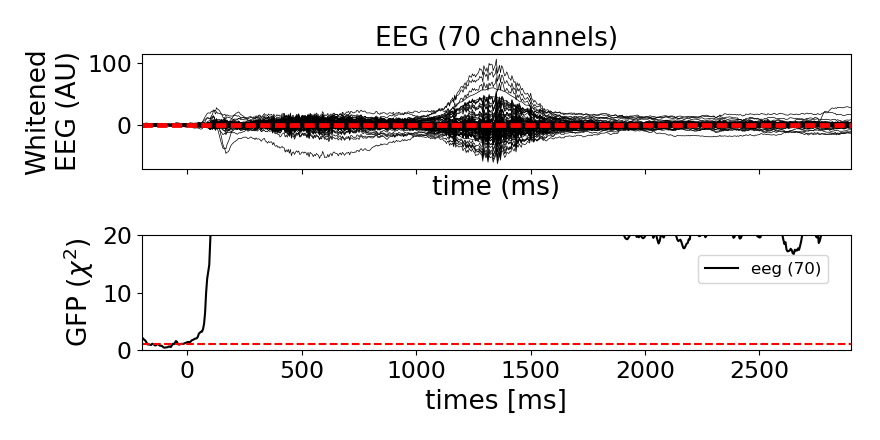 EEG (70 channels)
Whitened
EEG (AU)
100
0
time (ms)
GFP (χ²)
20
10
0
eeg (70)
0 500 1000 1500 2000 2500
times [ms]